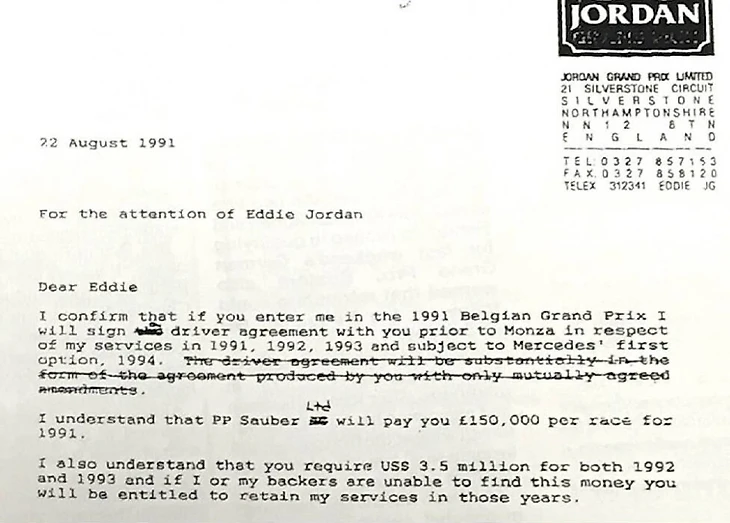 JORDAN
JORDAN GRAND PRIX LIMITED
21 SILVERSTONE CIRCUIT
SILVERSTONE
NORTHAMPTONSHIRE
NN12 8TN
ENGLAND
TEL: 0327 857153
FAX: 0327 858120
TELEX 312341 EDDIE JG
22 August 1991
For the attention of Eddie Jordan
Dear Eddie
I confirm that if you enter me in the 1991 Belgian Grand Prix I
will sign driver agreement with you prior to Monza in respect
of my services in 1991, 1992, 1993 and subject to Mercedes' first
option, 1994. The driver agreement will be substantially in the
form of the agreement produced by you with only mutually agreed
amendments.
Ltd
I understand that PP Sauber will pay you £150,000 per race for
1991.
I also understand that you require US$ 3.5 million for both 1992
and 1993 and if I or my backers are unable to find this money you
will be entitled to retain my services in those years.